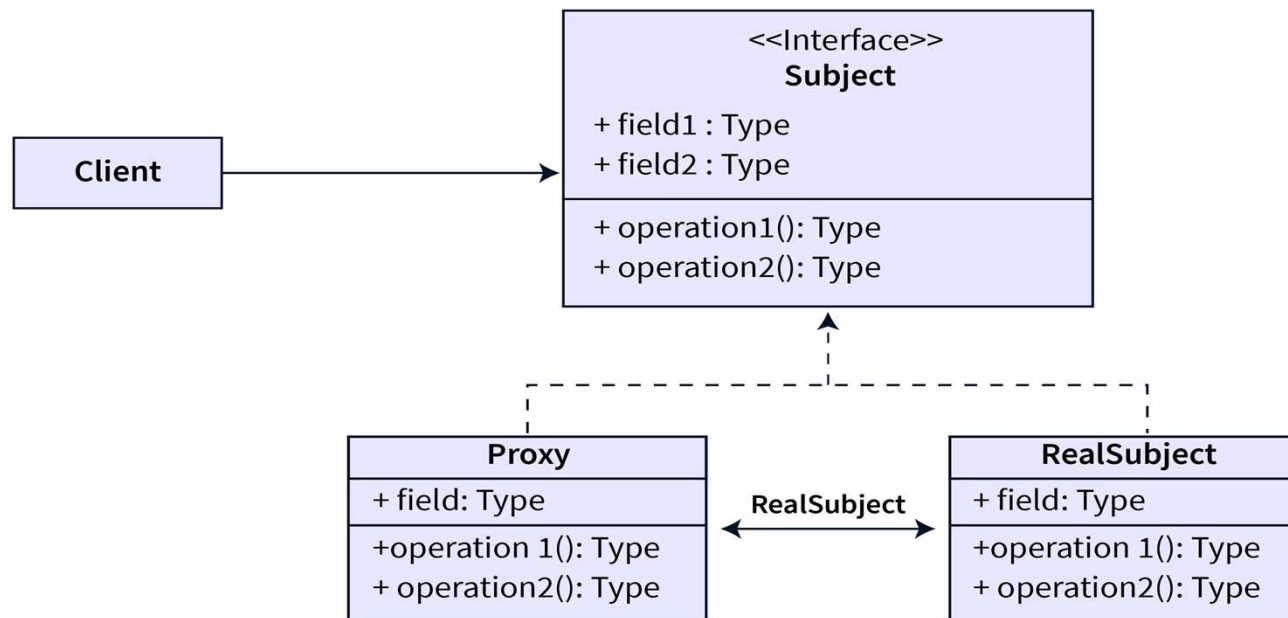 <<Interface>>
Subject
+ field1 : Type
+ field2 : Type
Client
+ operation1(): Type
+ operation2(): Type
Proxy
+ field: Type
+operation 1(): Type
+ operation2(): Type
RealSubject
RealSubject
+ field: Type
+operation 1(): Type
+ operation2(): Type